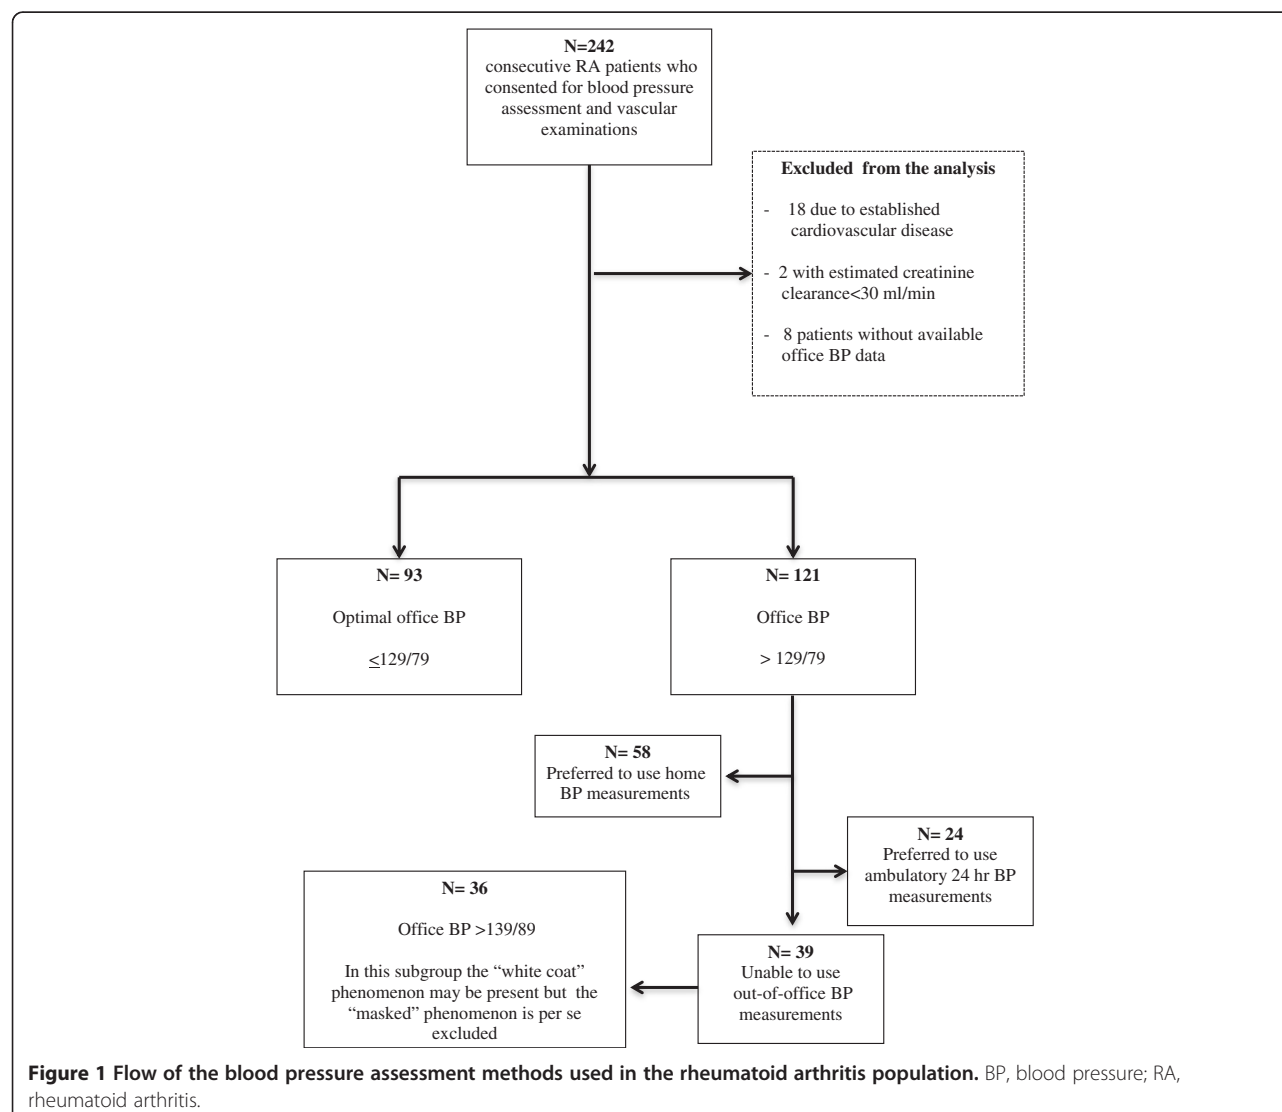 N=242
consecutive RA patients who
consented for blood pressure
assessment and vascular
examinations
Excluded from the analysis
- 18 due to established
cardiovascular disease
- 2 with estimated creatinine
clearance<30 ml/min
- 8 patients without available
office BP data
N= 93
Optimal office BP
≤129/79
N= 121
Office BP
> 129/79
N= 58
Preferred to use home
BP measurements
N= 24
Preferred to use
ambulatory 24 hr BP
measurements
N= 39
Unable to use
out-of-office BP
measurements
N= 36
Office BP >139/89
In this subgroup the “white coat”
phenomenon may be present but the
“masked” phenomenon is per se
excluded
Figure 1 Flow of the blood pressure assessment methods used in the rheumatoid arthritis population. BP, blood pressure; RA,
rheumatoid arthritis.